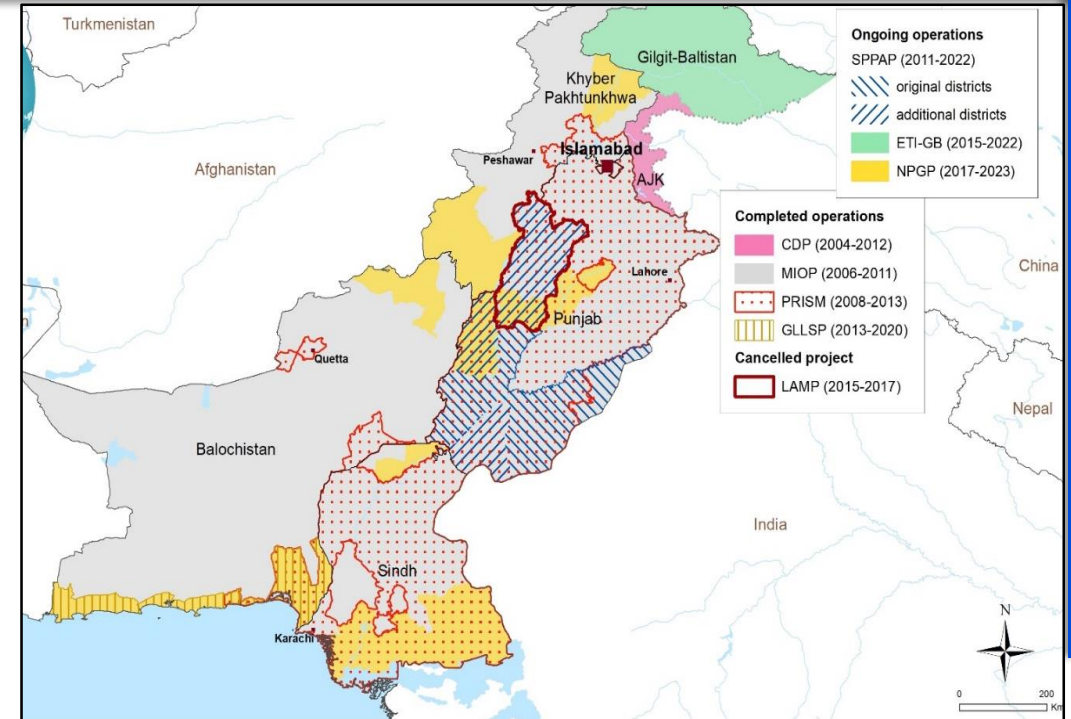 Turkmenistan
Gilgit-Baltistan
Khyber
Pakhtunkhwa
Islamabad
Peshawar
AJK
Afghanistan
Lahore
China
Punjab
Quetta
Nepal
Balochistan
India
Sindh
Karachi
Ongoing operations
SPPAP (2011-2022)
original districts
additional districts
ETI-GB (2015-2022)
NPGP (2017-2023)
Completed operations
CDP (2004-2012)
MIOP (2006-2011)
PRISM (2008-2013)
GLLSP (2013-2020)
Cancelled project
LAMP (2015-2017)
N
0 200
Km